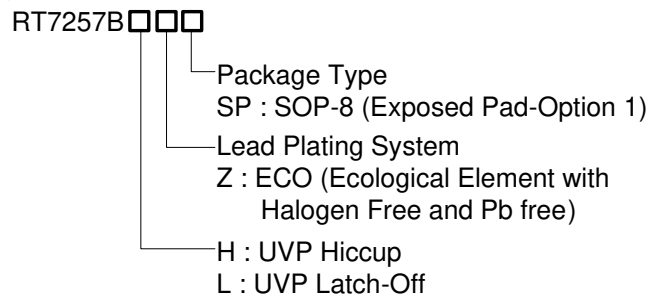 RT7257B□□□
Package Type
SP : SOP-8 (Exposed Pad-Option 1)
Lead Plating System
Z : ECO (Ecological Element with
Halogen Free and Pb free)
H : UVP Hiccup
L : UVP Latch-Off